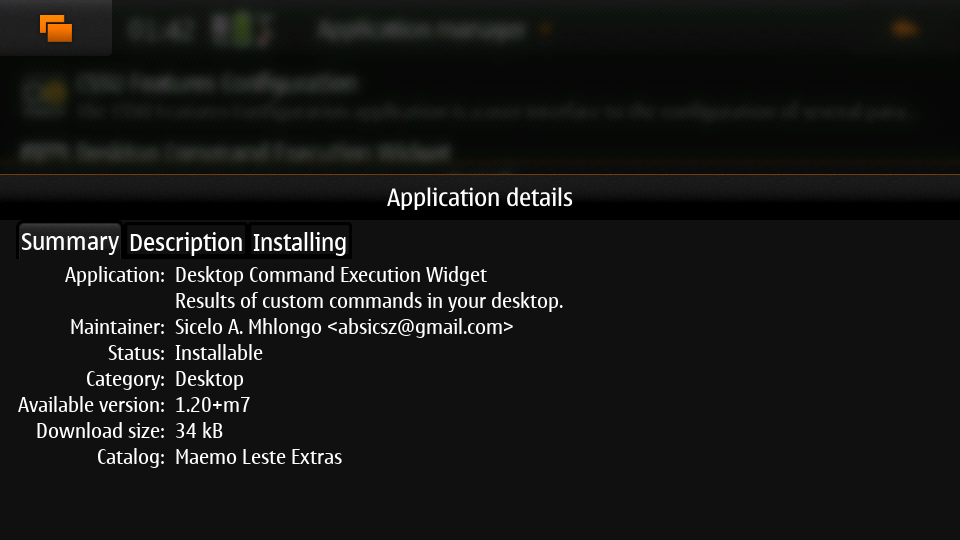 01:42
Application manager
CSSU Features Configuration
The CSSU Features Configuration application is a user interface to the configuration of several para...
Desktop Command Execution Widget
Application details
Summary Description Installing
Application: Desktop Command Execution Widget
Results of custom commands in your desktop.
Maintainer: Sicelo A. Mhlongo <absicsz@gmail.com>
Status: Installable
Category: Desktop
Available version: 1.20+m7
Download size: 34 kB
Catalog: Maemo Leste Extras